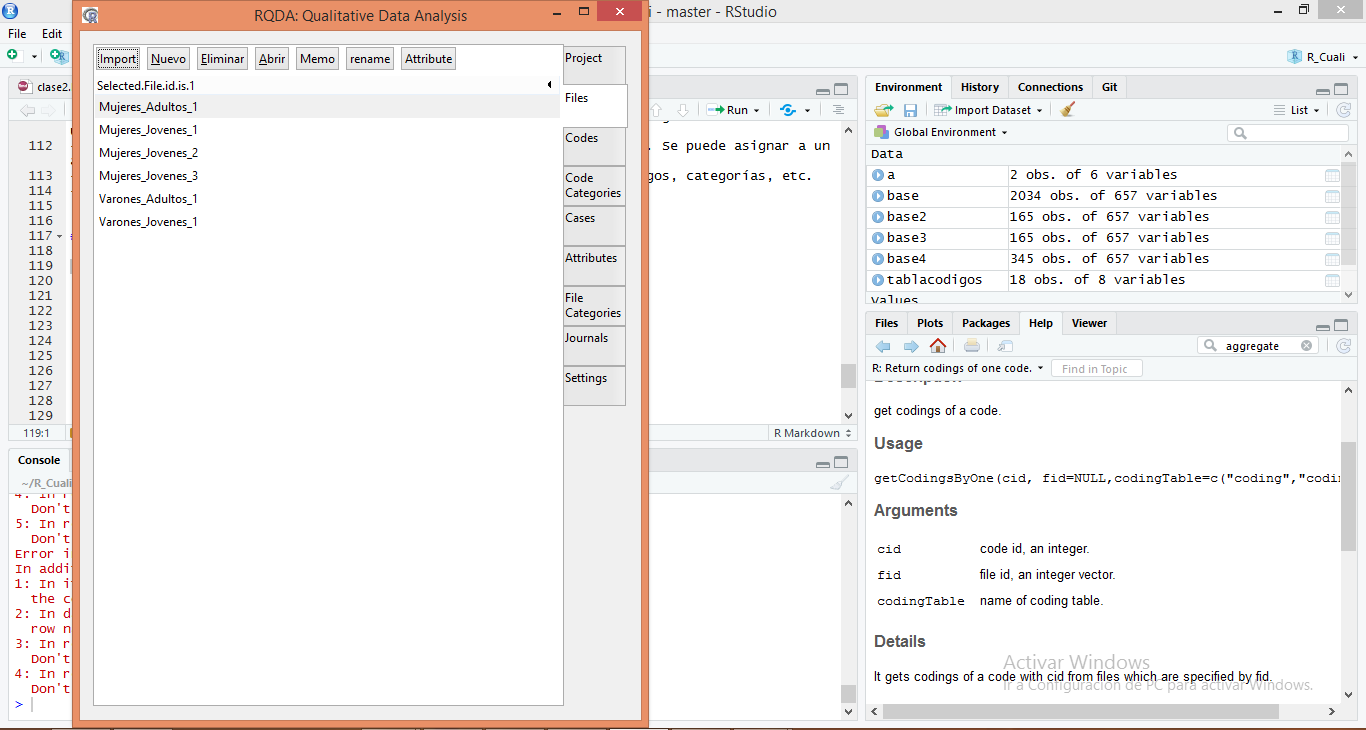 RQDA: Qualitative Data Analysis
i - master - RStudio
File Edit
R_Cuali
Import Nuevo Eliminar Abrir Memo rename Attribute
Selected.File.id.is.1
Mujeres_Adultos_1
Mujeres_Jovenes_1
Mujeres_Jovenes_2
Mujeres_Jovenes_3
Varones_Adultos_1
Varones_Jovenes_1
Project
Files
Codes
Code
Categories
Cases
Attributes
File
Categories
Journals
Settings
clase2.
Run
112 . Se puede asignar a un
113 gos, categorías, etc.
114
115
116
117
118
119
120
121
122
123
124
125
126
127
128
129
119:1 R Markdown
Console
~/R_Cuali
4: In r
Don't
5: In r
Don't
Error i
In addi
1: In i
the c
2: In d
row n
3: In r
Don't
4: In r
Don't
>
Environment History Connections Git
Import Dataset List
Global Environment
Data
a 2 obs. of 6 variables
base 2034 obs. of 657 variables
base2 165 obs. of 657 variables
base3 165 obs. of 657 variables
base4 345 obs. of 657 variables
tablacodigos 18 obs. of 8 variables
Values
Files Plots Packages Help Viewer
aggregate
R: Return codings of one code. Find in Topic
Description
get codings of a code.
Usage
getCodingsByOne(cid, fid=NULL,codingTable=c("coding","codi
Arguments
cid code id, an integer.
fid file id, an integer vector.
codingTable name of coding table.
Details
It gets codings of a code with cid from files which are specified by fid.
Activar Windows
Ir a Configuración de PC para activar Windows.